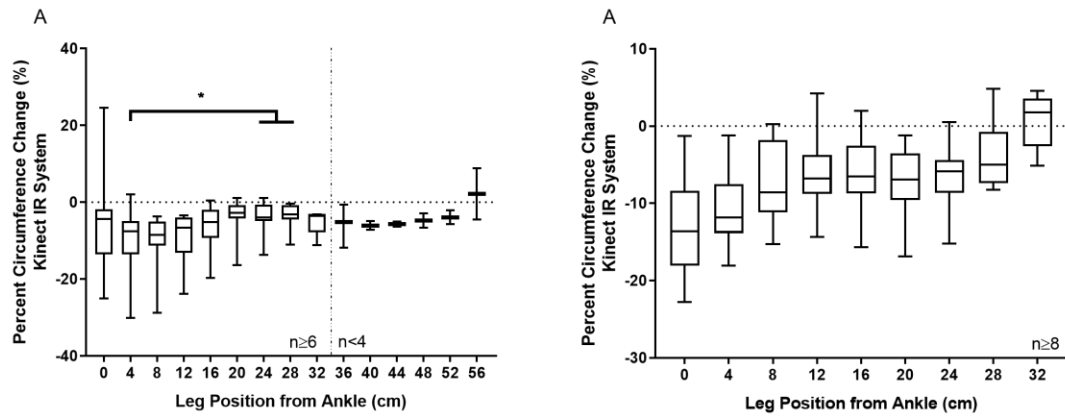 A
Percent Circumference Change (%)
Kinect IR System
40
20
0
-20
-40
*
n≥6
n<4
0 4 8 12 16 20 24 28 32 36 40 44 48 52 56
Leg Position from Ankle (cm)
A
Percent Circumference Change (%)
Kinect IR System
10
0
-10
-20
-30
n≥8
0 4 8 12 16 20 24 28 32
Leg Position from Ankle (cm)